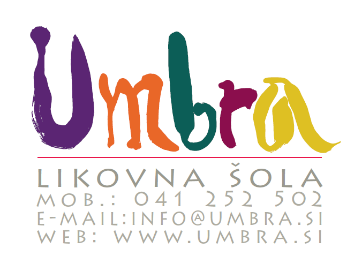 Umbra
LIKOVNA ŠOLA
MOB.: 041 252 502
E-MAIL:INFO@UMBRA.SI
WEB: WWW.UMBRA.SI